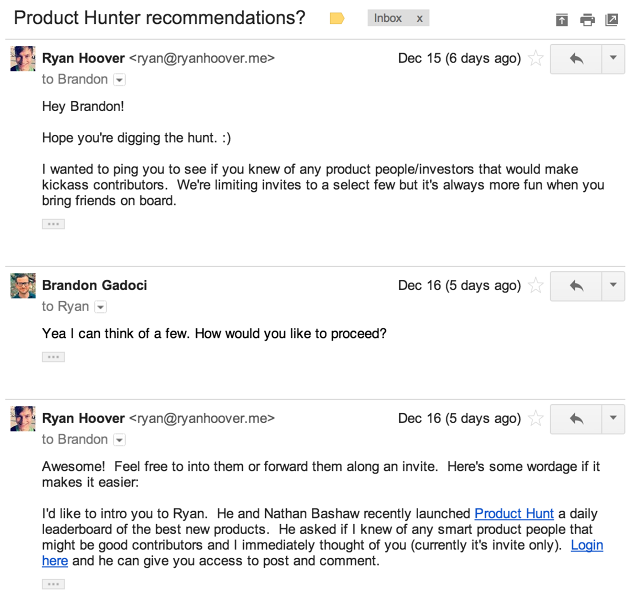 Product Hunter recommendations?
Inbox x
Ryan Hoover <ryan@ryanhoover.me> Dec 15 (6 days ago)
to Brandon
Hey Brandon!
Hope you're digging the hunt. :)
I wanted to ping you to see if you knew of any product people/investors that would make
kickass contributors.  We're limiting invites to a select few but it's always more fun when you
bring friends on board.
Brandon Gadoci Dec 16 (5 days ago)
to Ryan
Yea I can think of a few. How would you like to proceed?
Ryan Hoover <ryan@ryanhoover.me> Dec 16 (5 days ago)
to Brandon
Awesome!  Feel free to into them or forward them along an invite.  Here's some wordage if it
makes it easier:
I'd like to intro you to Ryan.  He and Nathan Bashaw recently launched Product Hunt a daily
leaderboard of the best new products.  He asked if I knew of any smart product people that
might be good contributors and I immediately thought of you (currently it's invite only).  Login
here and he can give you access to post and comment.